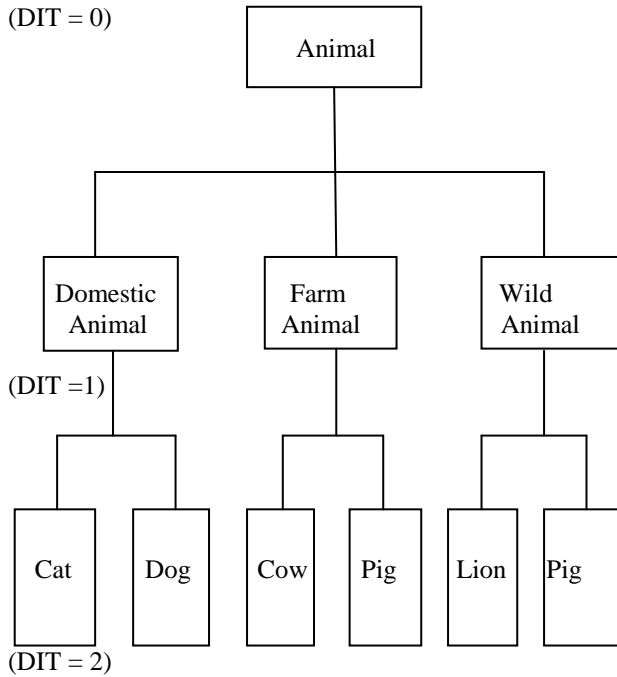 (DIT = 0)
Animal
Domestic
Animal
Farm
Animal
Wild
Animal
(DIT =1)
Cat
Dog
Cow
Pig
Lion
Pig
(DIT = 2)